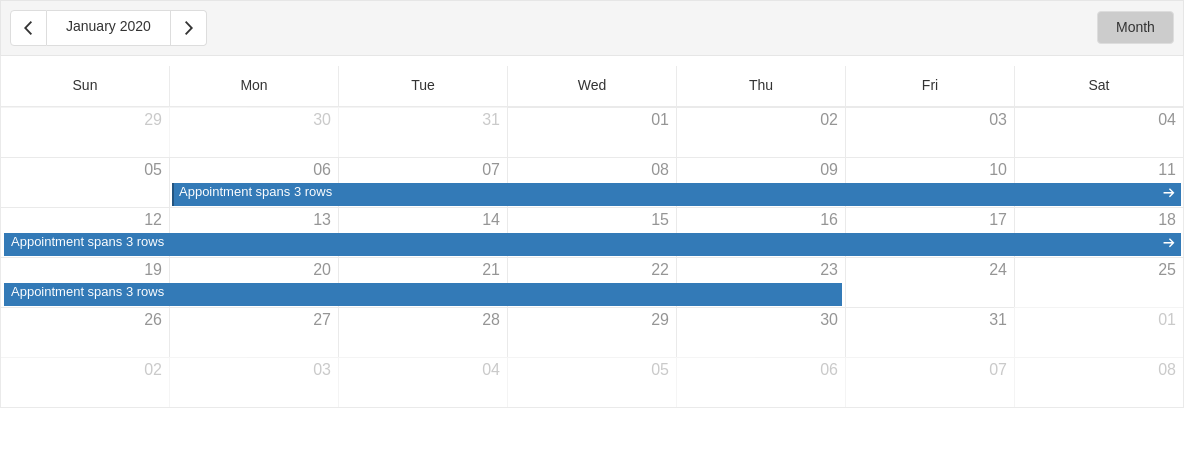 January 2020 Month
Sun Mon Tue Wed Thu Fri Sat
29 30 31 01 02 03 04
05 06 07 08 09 10 11
Appointment spans 3 rows
12 13 14 15 16 17 18
Appointment spans 3 rows
19 20 21 22 23 24 25
Appointment spans 3 rows
26 27 28 29 30 31 01
02 03 04 05 06 07 08